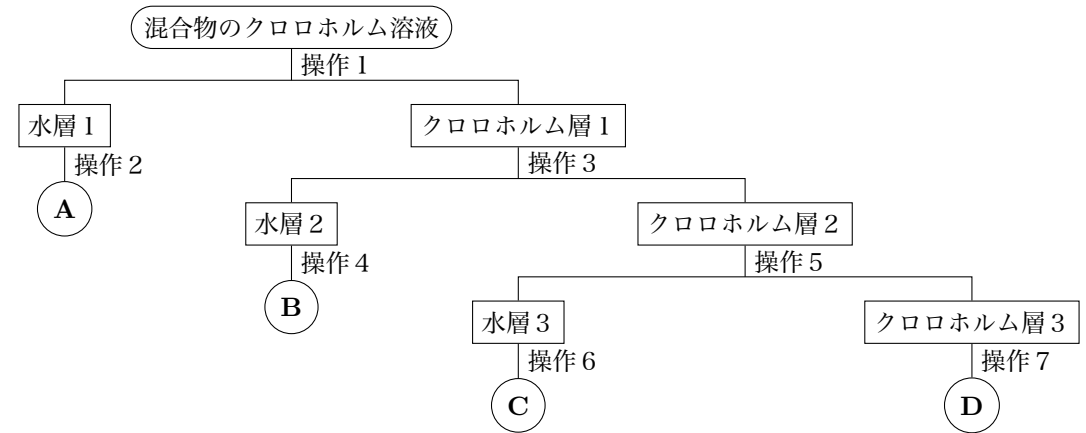 混合物のクロロホルム溶液
操作1
水層1
クロロホルム層1
操作2
操作3
A
水層2
クロロホルム層2
操作4
操作5
B
水層3
クロロホルム層3
操作6
操作7
C
D